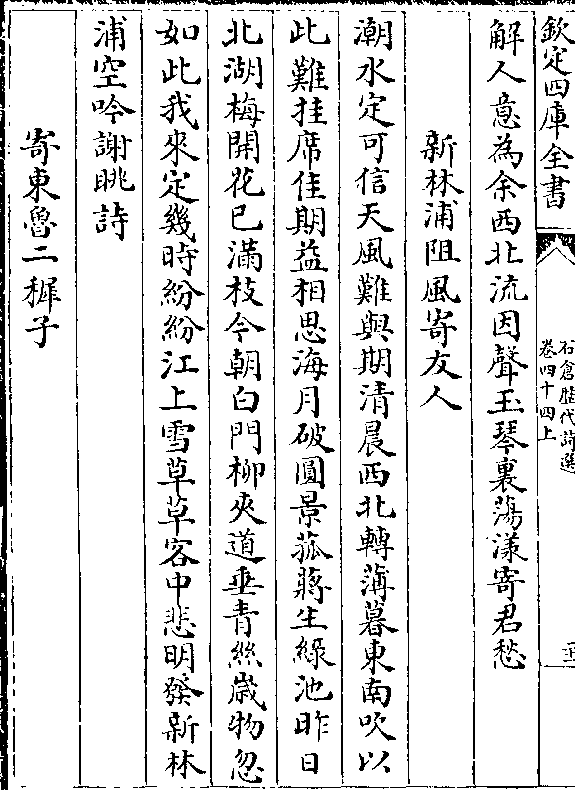 欽定四庫全書
石倉歷代詩選
卷四十四上
解人意為余西北流因聲玉琴裏蕩漾寄君愁
新林浦阻風寄友人
潮水定可信天風難與期清晨西北轉薄暮東南吹以
此難挂席佳期益相思海月破圓景菰蔣生綠池昨日
北湖梅開花已滿枝今朝白門柳夾道垂青絲歲物忽
如此我來定幾時紛紛江上雪草草客中悲明發新林
浦空吟謝朓詩
寄東魯二穉子